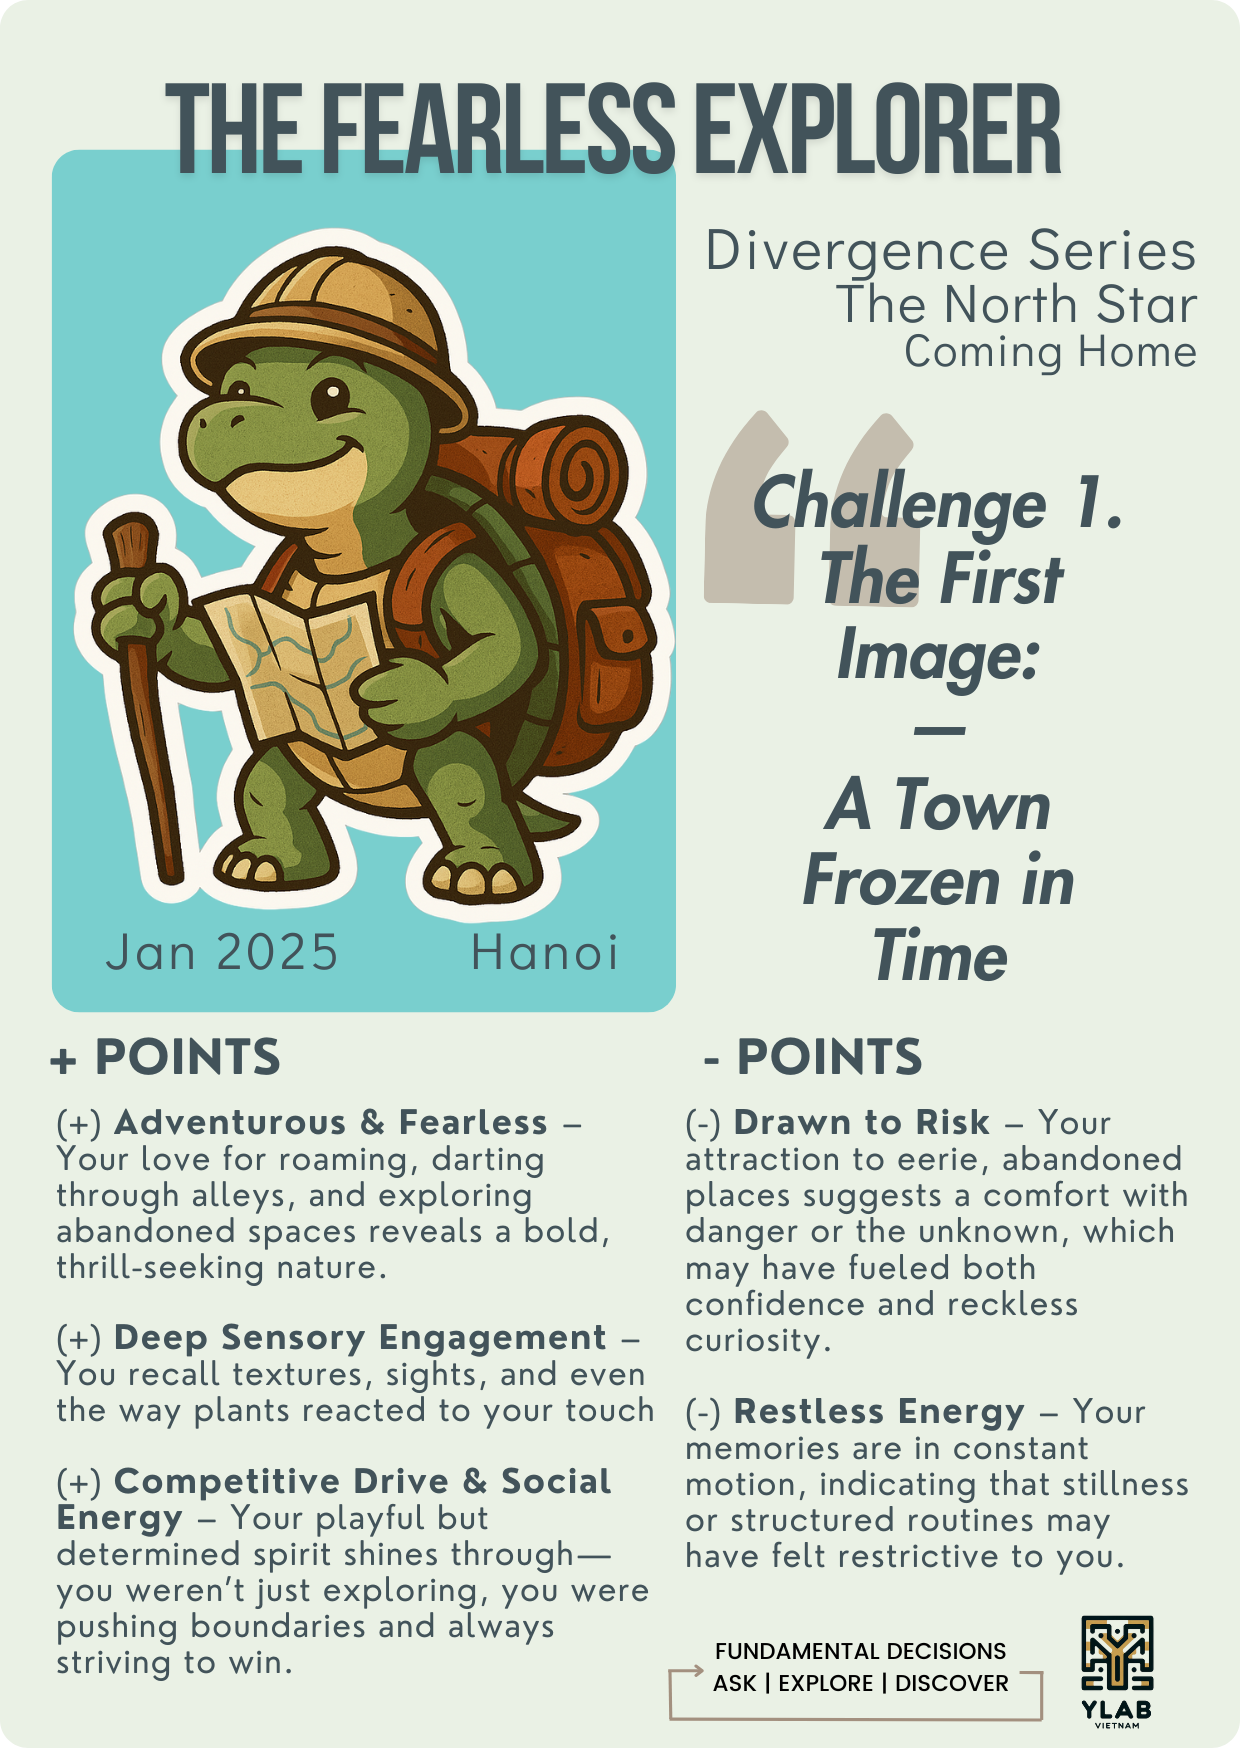 THE FEARLESS EXPLORER
Divergence Series
The North Star
Coming Home
Challenge 1.
The First
Image:
—
A Town
Frozen in
Time
Jan 2025 Hanoi
+ POINTS
(+) Adventurous & Fearless –
Your love for roaming, darting
through alleys, and exploring
abandoned spaces reveals a bold,
thrill-seeking nature.
(+) Deep Sensory Engagement –
You recall textures, sights, and even
the way plants reacted to your touch
(+) Competitive Drive & Social
Energy – Your playful but
determined spirit shines through—
you weren’t just exploring, you were
pushing boundaries and always
striving to win.
- POINTS
(-) Drawn to Risk – Your
attraction to eerie, abandoned
places suggests a comfort with
danger or the unknown, which
may have fueled both
confidence and reckless
curiosity.
(-) Restless Energy – Your
memories are in constant
motion, indicating that stillness
or structured routines may
have felt restrictive to you.
FUNDAMENTAL DECISIONS
ASK | EXPLORE | DISCOVER
YLAB
VIETNAM